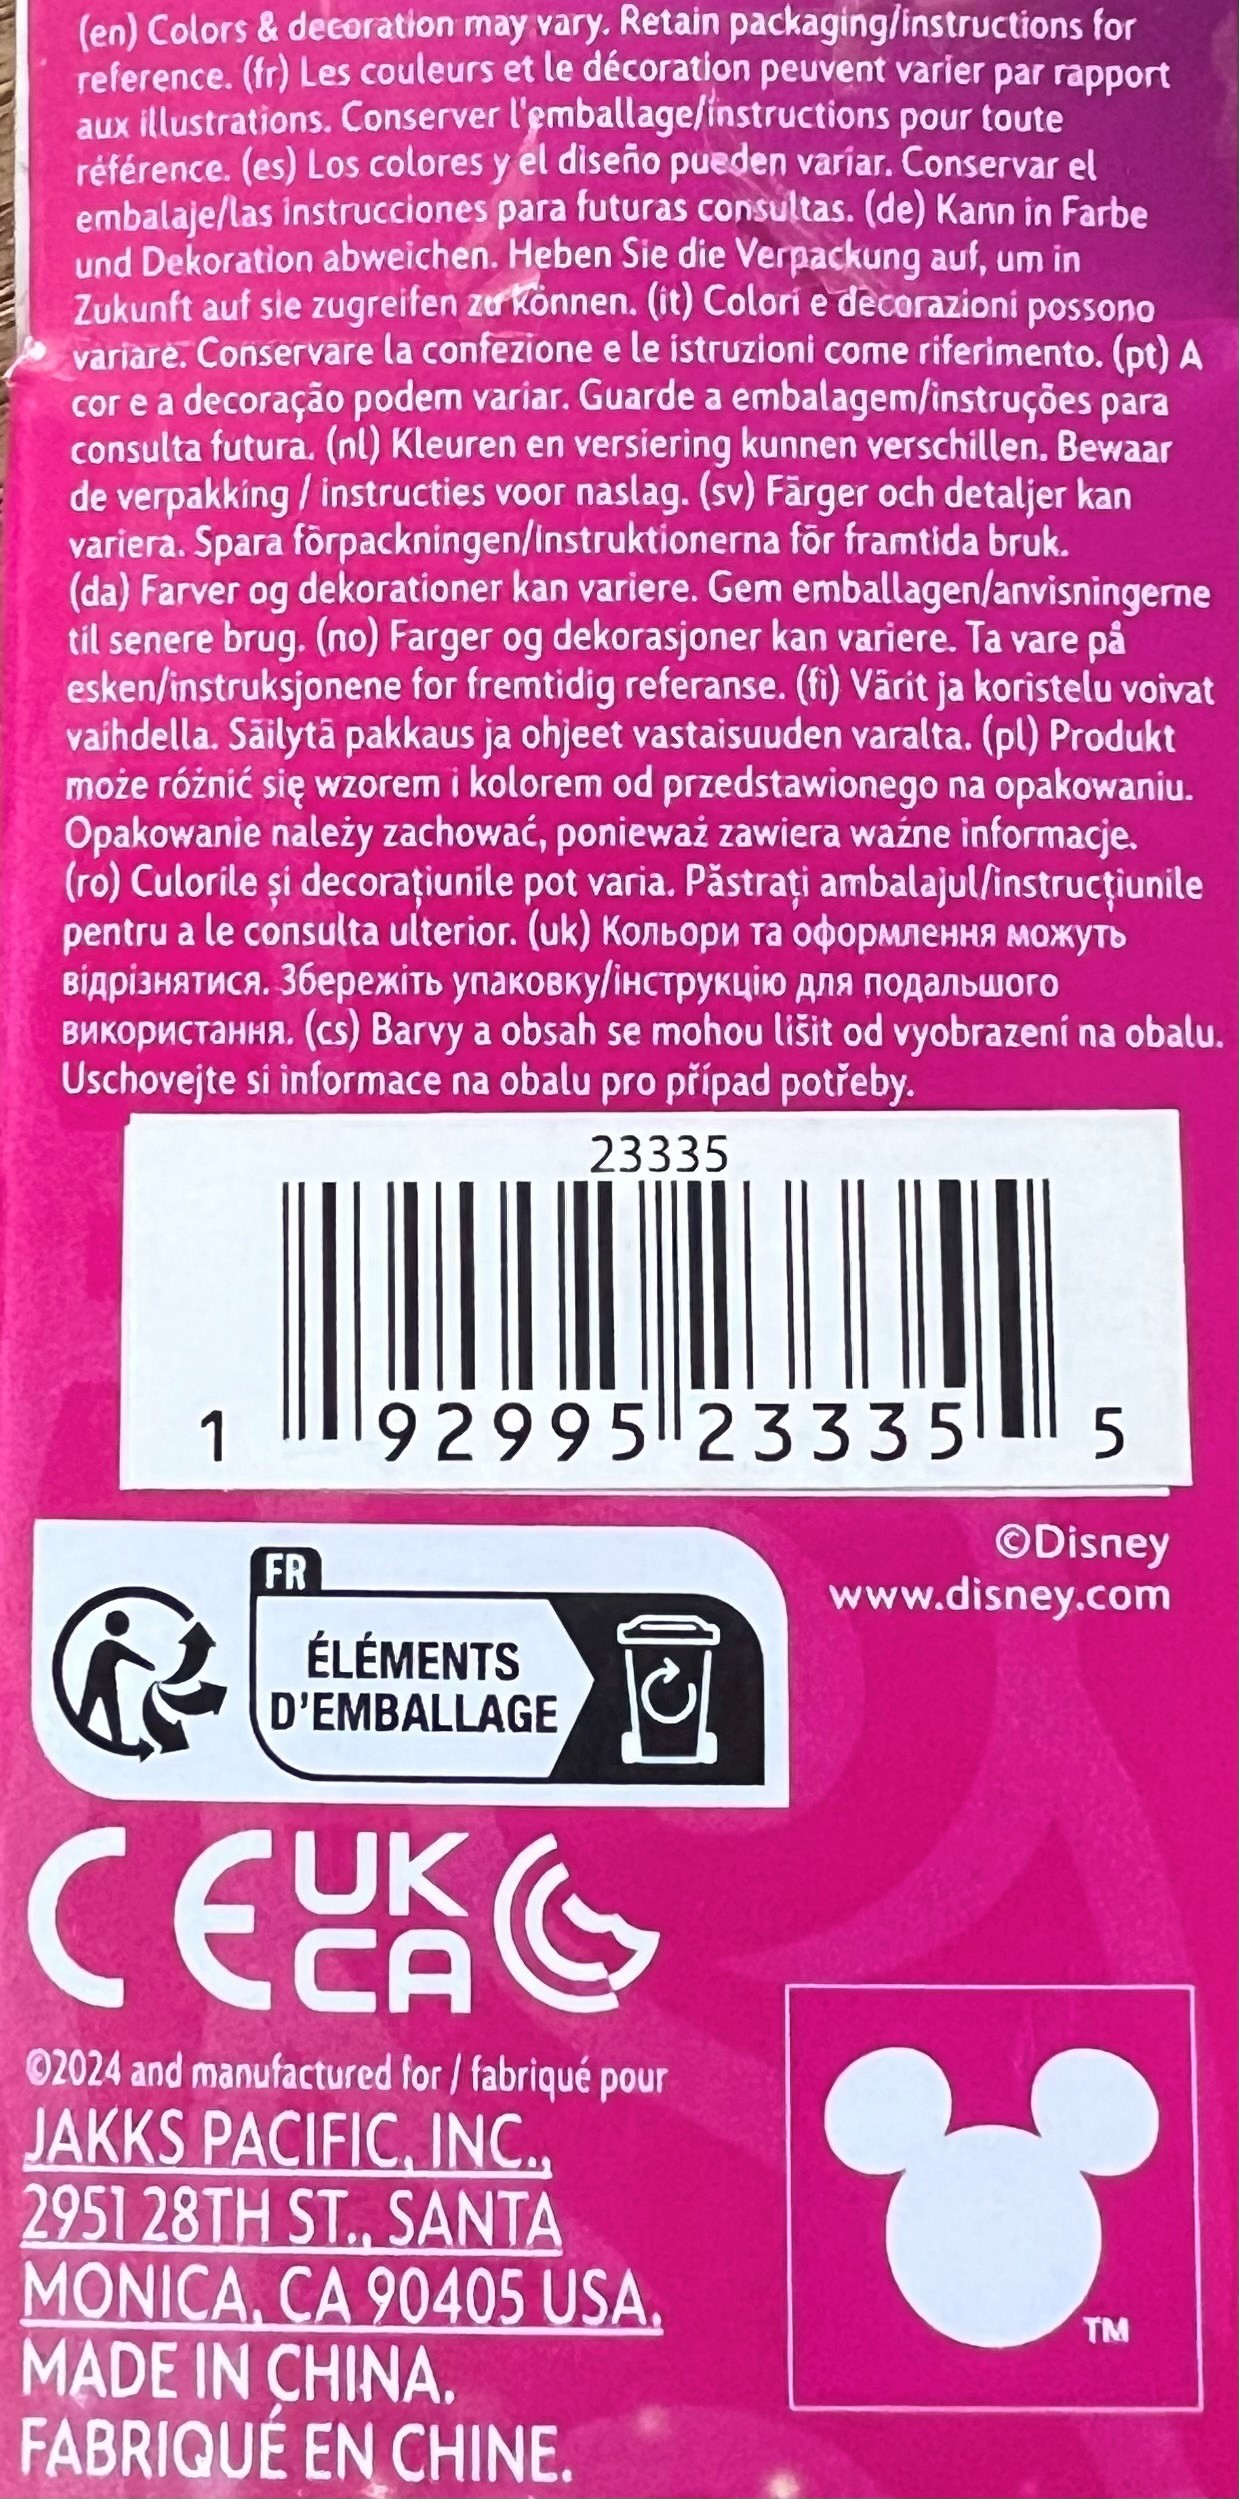 (en) Colors & decoration may vary. Retain packaging/instructions for
reference. (fr) Les couleurs et le décoration peuvent varier par rapport
aux illustrations. Conserver l'emballage/instructions pour toute
référence. (es) Los colores y el diseño pueden variar. Conservar el
embalaje/las instrucciones para futuras consultas. (de) Kann in Farbe
und Dekoration abweichen. Heben Sie die Verpackung auf, um in
Zukunft auf sie zugreifen zu können. (it) Colori e decorazioni possono
variare. Conservare la confezione e le istruzioni come riferimento. (pt) A
cor e a decoração podem variar. Guarde a embalagem/instruções para
consulta futura. (nl) Kleuren en versiering kunnen verschillen. Bewaar
de verpakking / instructies voor naslag. (sv) Färger och detaljer kan
variera. Spara förpackningen/instruktionerna för framtida bruk.
(da) Farver og dekorationer kan variere. Gem emballagen/anvisningerne
til senere brug. (no) Farger og dekorasjoner kan variere. Ta vare på
esken/instruksjonene for fremtidig referanse. (fi) Värit ja koristelu voivat
vaihdella. Säilytä pakkaus ja ohjeet vastaisuuden varalta. (pl) Produkt
może różnić się wzorem i kolorem od przedstawionego na opakowaniu.
Opakowanie należy zachować, ponieważ zawiera ważne informacje.
(ro) Culorile și decorațiunile pot varia. Păstrați ambalajul/instrucțiunile
pentru a le consulta ulterior. (uk) Кольори та оформлення можуть
відрізнятися. Збережіть упаковку/інструкцію для подальшого
використання. (cs) Barvy a obsah se mohou lišit od vyobrazení na obalu.
Uschovejte si informace na obalu pro případ potřeby.
23335
1 92995 23335 5
©Disney
www.disney.com
FR
ÉLÉMENTS
D'EMBALLAGE
CE UK
CA
©2024 and manufactured for / fabriqué pour
JAKKS PACIFIC, INC.,
2951 28TH ST., SANTA
MONICA, CA 90405 USA.
MADE IN CHINA.
FABRIQUÉ EN CHINE.
TM